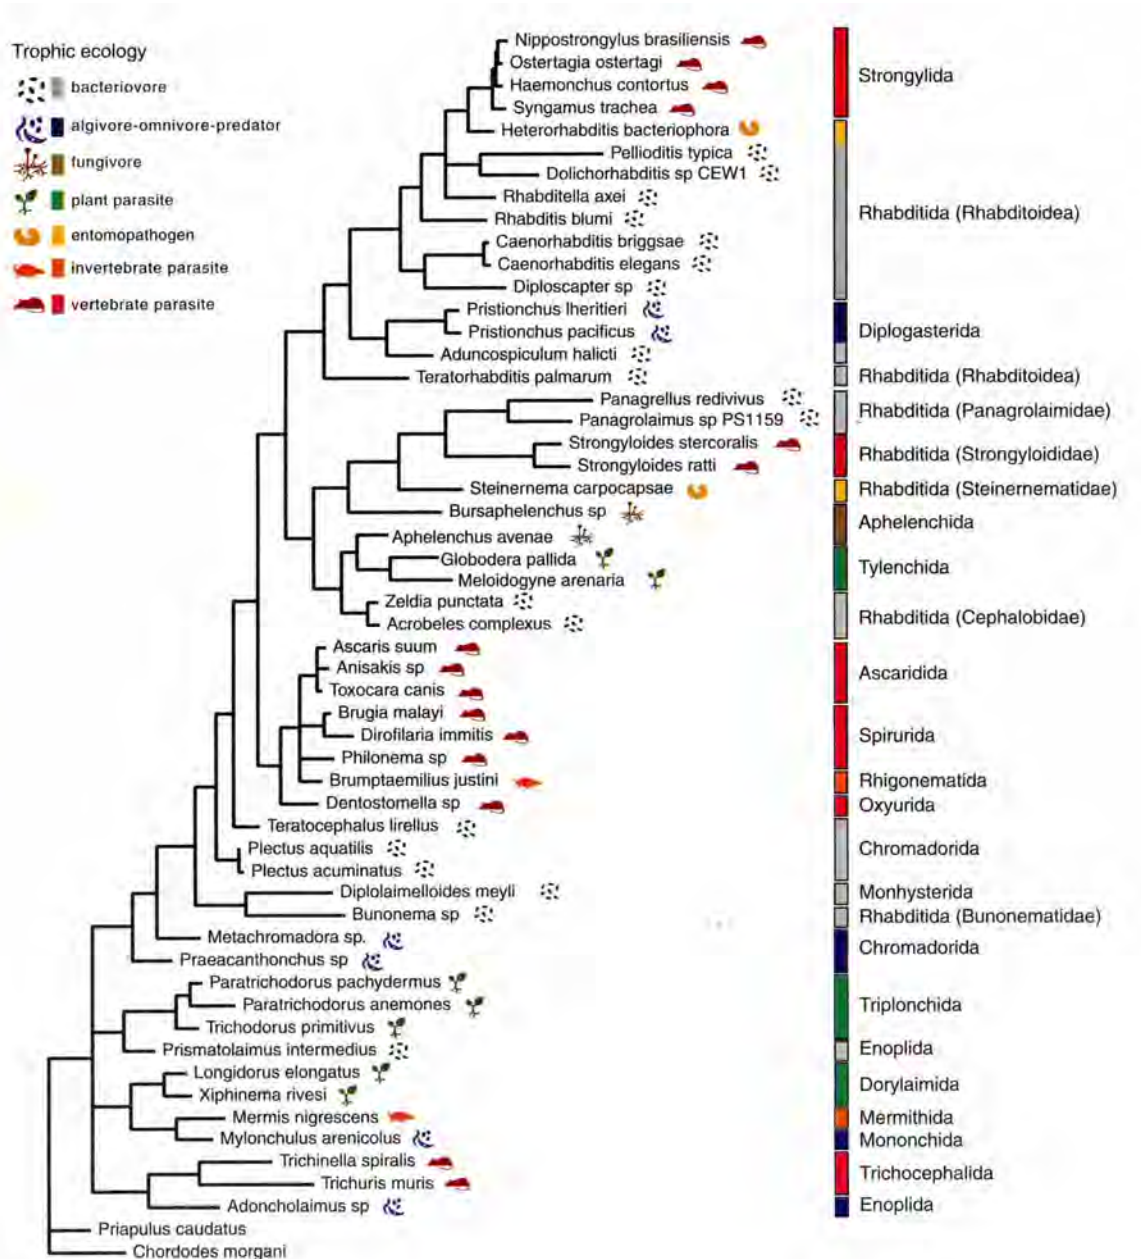 Trophic ecology
bacteriovore
algivore-omnivore-predator
fungivore
plant parasite
entomopathogen
invertebrate parasite
vertebrate parasite
Nippostrongylus brasiliensis
Ostertagia ostertagi
Haemonchus contortus
Syngamus trachea
Heterorhabditis bacteriophora
Pellioditis typica
Dolichorhabditis sp CEW1
Rhabditella axei
Rhabditis blumi
Caenorhabditis briggsae
Caenorhabditis elegans
Diploscapter sp
Pristionchus lheritieri
Pristionchus pacificus
Aduncospiculum halicti
Teratorhabditis palmarum
Panagrellus redivivus
Panagrolaimus sp PS1159
Strongyloides stercoralis
Strongyloides ratti
Steinernema carpocapsae
Bursaphelenchus sp
Aphelenchus avenae
Globodera pallida
Meloidogyne arenaria
Zeldia punctata
Acrobeles complexus
Ascaris suum
Anisakis sp
Toxocara canis
Brugia malayi
Dirofilaria immitis
Philonema sp
Brumptaemilius justini
Dentostomella sp
Teratocephalus lirellus
Plectus aquatilis
Plectus acuminatus
Diplolaimelloides meyli
Bunonema sp
Metachromadora sp.
Praeacanthonchus sp
Paratrichodorus pachydermus
Paratrichodorus anemones
Trichodorus primitivus
Prismatolaimus intermedius
Longidorus elongatus
Xiphinema rivesi
Mermis nigrescens
Mylonchulus arenicolus
Trichinella spiralis
Trichuris muris
Adoncholaimus sp
Priapulus caudatus
Chordodes morgani
Strongylida
Rhabditida (Rhabditoidea)
Diplogasterida
Rhabditida (Rhabditoidea)
Rhabditida (Panagrolaimidae)
Rhabditida (Strongyloididae)
Rhabditida (Steinernematidae)
Aphelenchida
Tylenchida
Rhabditida (Cephalobidae)
Ascaridida
Spirurida
Rhigonematida
Oxyurida
Chromadorida
Monhysterida
Rhabditida (Bunonematidae)
Chromadorida
Triplonchida
Enoplida
Dorylaimida
Mermithida
Mononchida
Trichocephalida
Enoplida